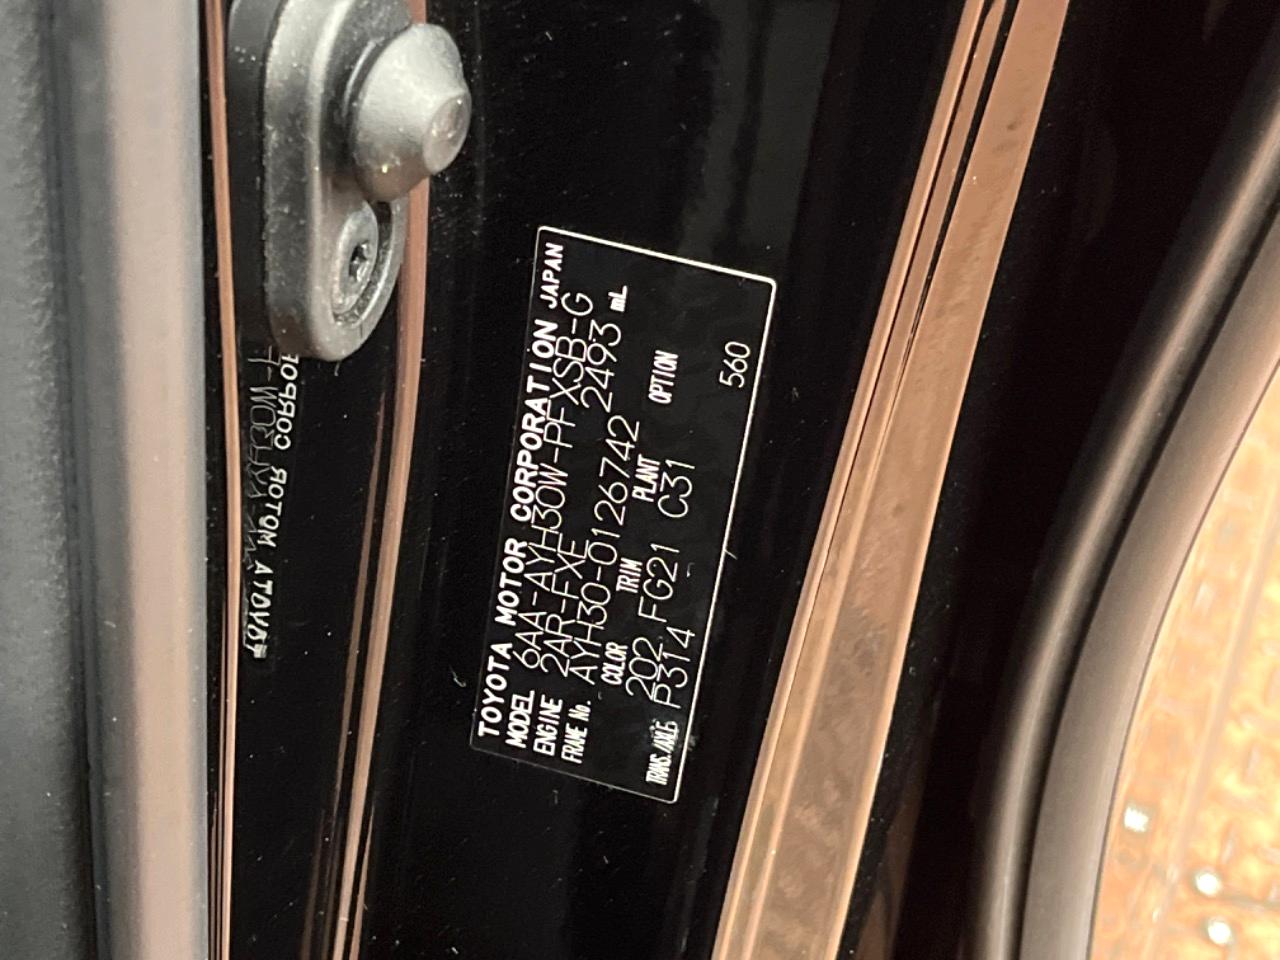 TOYOTA MOTOR CORPORATION JAPAN
MODEL 6AA-AYH30W-PFXSB-G
ENGINE 2AR-FXE 2493 mL
FRAME No. AYH30-0126742
COLOR TRIM PLANT OPTION
202 FG21 C31
TRANS./AXLE P314 560